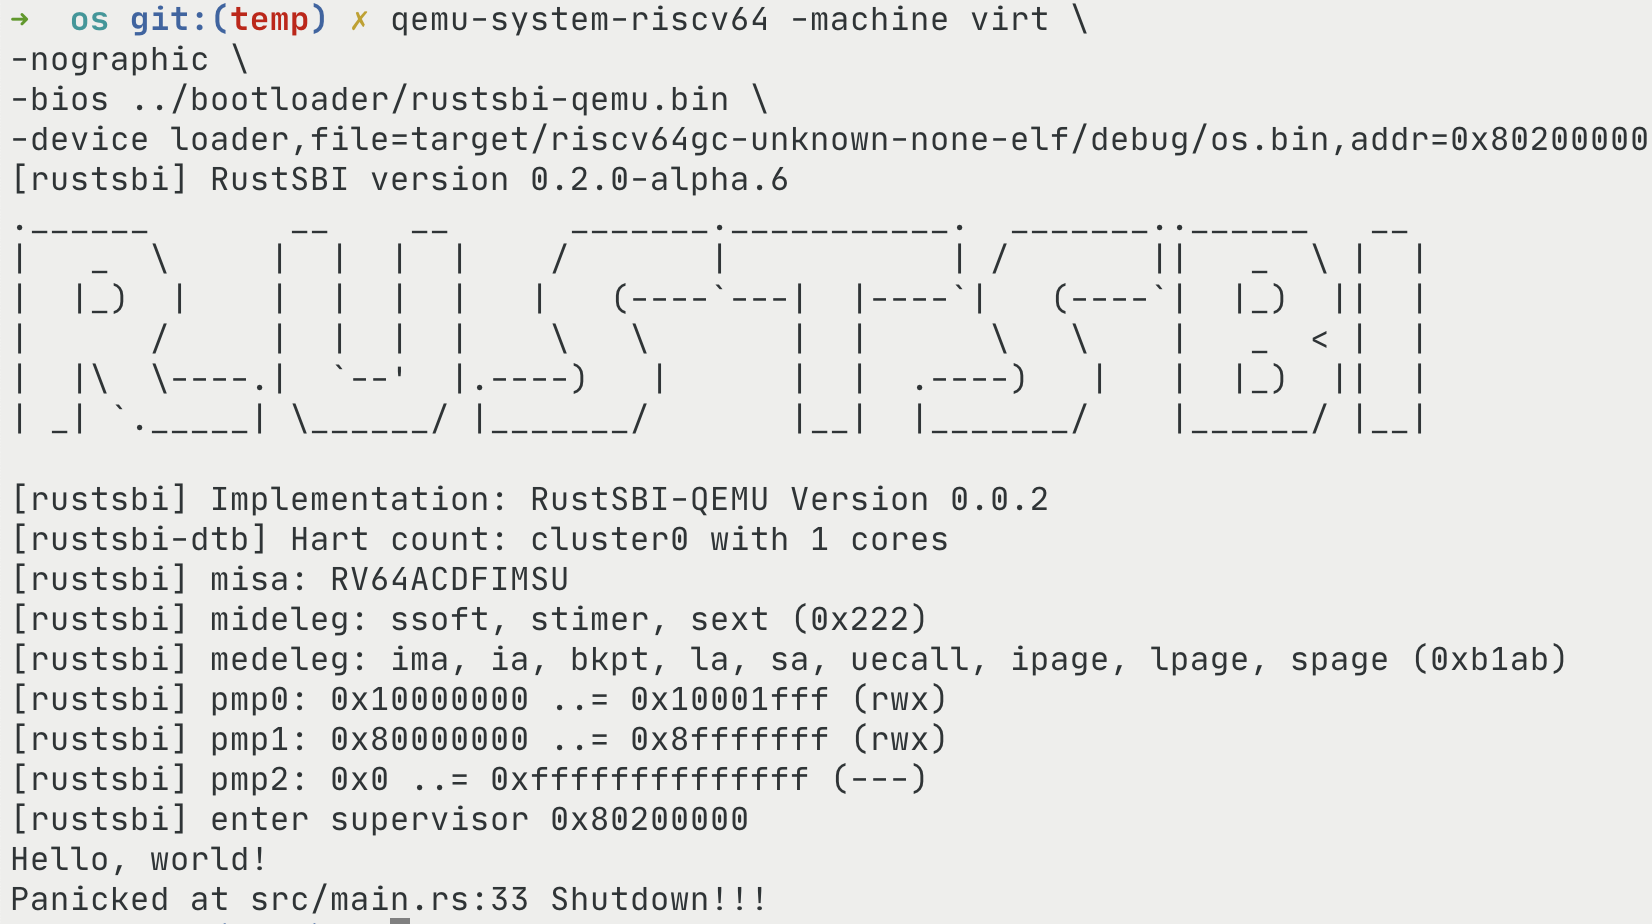 ➜  os git:(temp) ✗ qemu-system-riscv64 -machine virt \
-nographic \
-bios ../bootloader/rustsbi-qemu.bin \
-device loader,file=target/riscv64gc-unknown-none-elf/debug/os.bin,addr=0x80200000
[rustsbi] RustSBI version 0.2.0-alpha.6
.______       __    __      _______.___________.  _______..______   __
|   _  \     |  |  |  |    /       |           | /       ||   _  \ |  |
|  |_)  |    |  |  |  |   |   (----`---|  |----`|   (----`|  |_)  ||  |
|      /     |  |  |  |    \   \       |  |      \   \    |   _  < |  |
|  |\  \----.|  `--'  |.----)   |      |  |  .----)   |   |  |_)  ||  |
| _| `._____| \______/ |_______/       |__|  |_______/    |______/ |__|
[rustsbi] Implementation: RustSBI-QEMU Version 0.0.2
[rustsbi-dtb] Hart count: cluster0 with 1 cores
[rustsbi] misa: RV64ACDFIMSU
[rustsbi] mideleg: ssoft, stimer, sext (0x222)
[rustsbi] medeleg: ima, ia, bkpt, la, sa, uecall, ipage, lpage, spage (0xb1ab)
[rustsbi] pmp0: 0x10000000 ..= 0x10001fff (rwx)
[rustsbi] pmp1: 0x80000000 ..= 0x8fffffff (rwx)
[rustsbi] pmp2: 0x0 ..= 0xffffffffffffff (---)
[rustsbi] enter supervisor 0x80200000
Hello, world!
Panicked at src/main.rs:33 Shutdown!!!